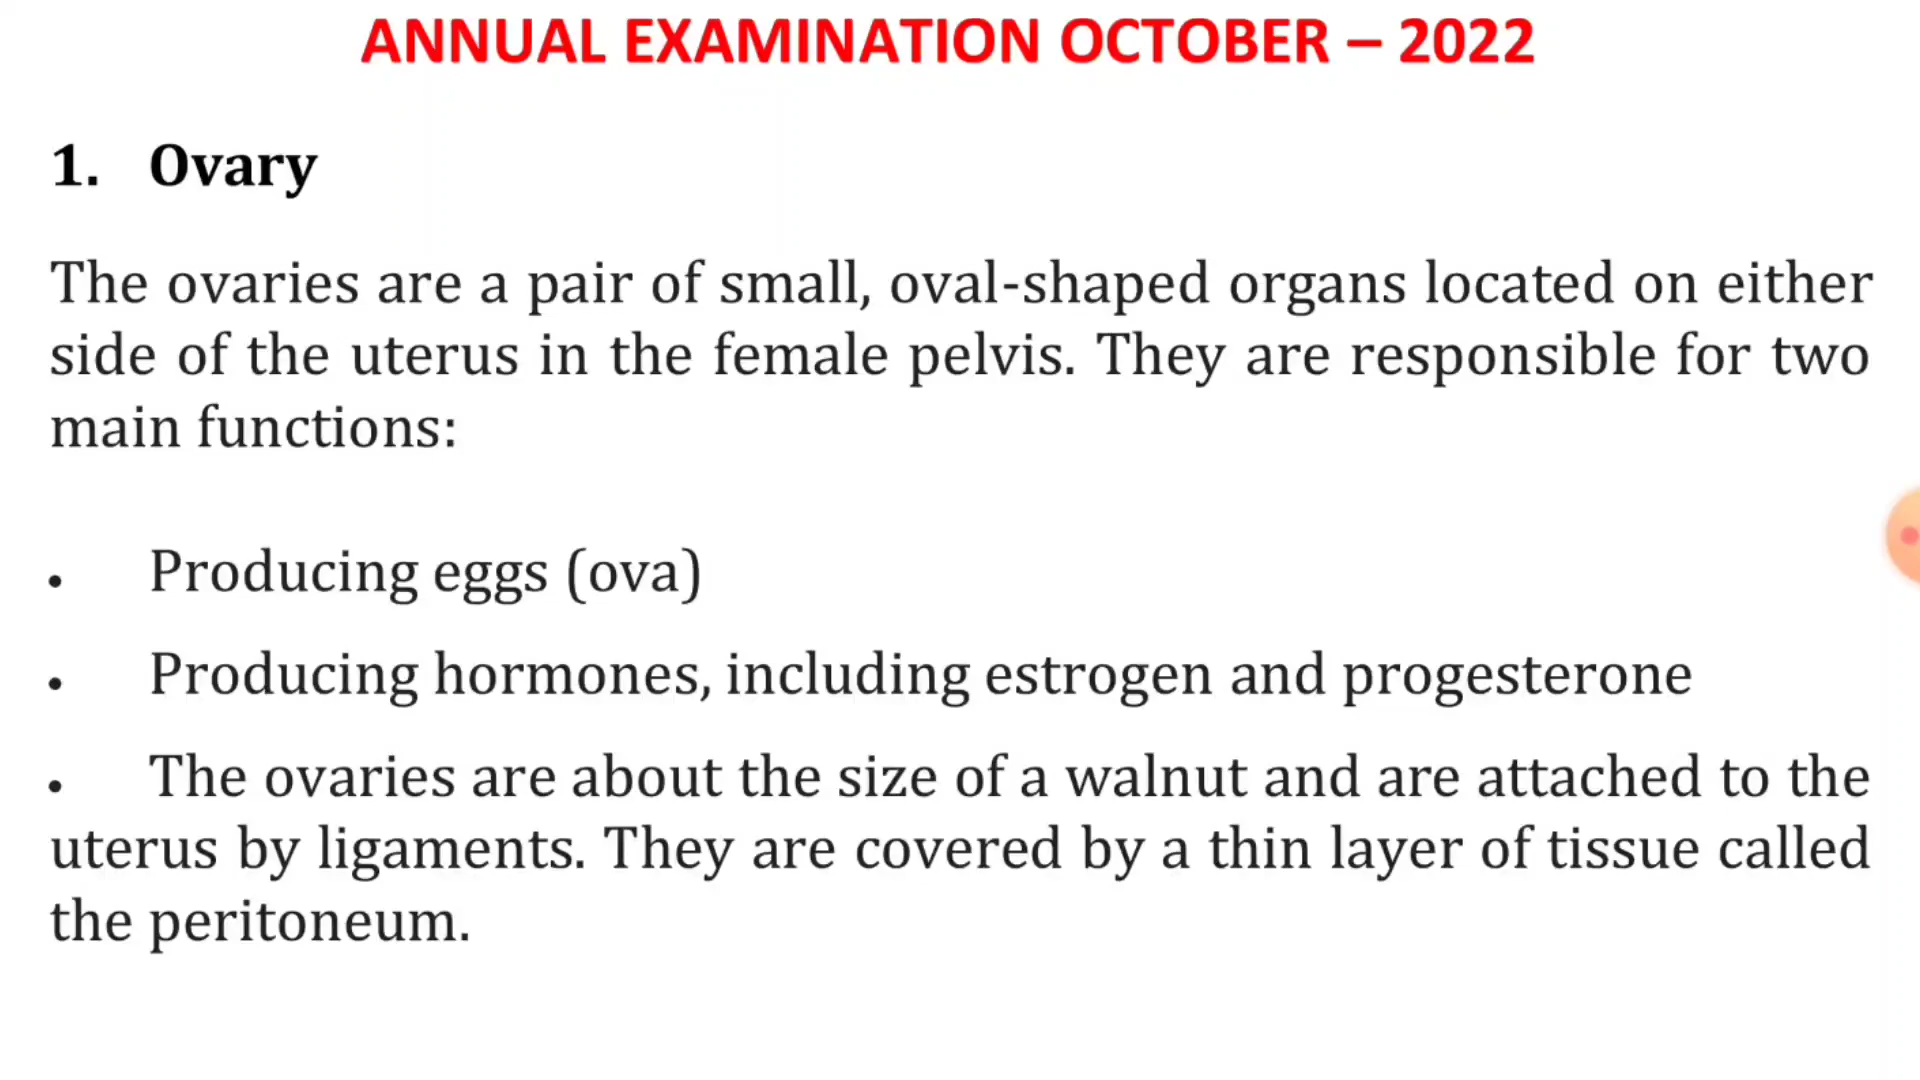 ANNUAL EXAMINATION OCTOBER – 2022
1. Ovary
The ovaries are a pair of small, oval-shaped organs located on either
side of the uterus in the female pelvis. They are responsible for two
main functions:
• Producing eggs (ova)
• Producing hormones, including estrogen and progesterone
• The ovaries are about the size of a walnut and are attached to the
uterus by ligaments. They are covered by a thin layer of tissue called
the peritoneum.